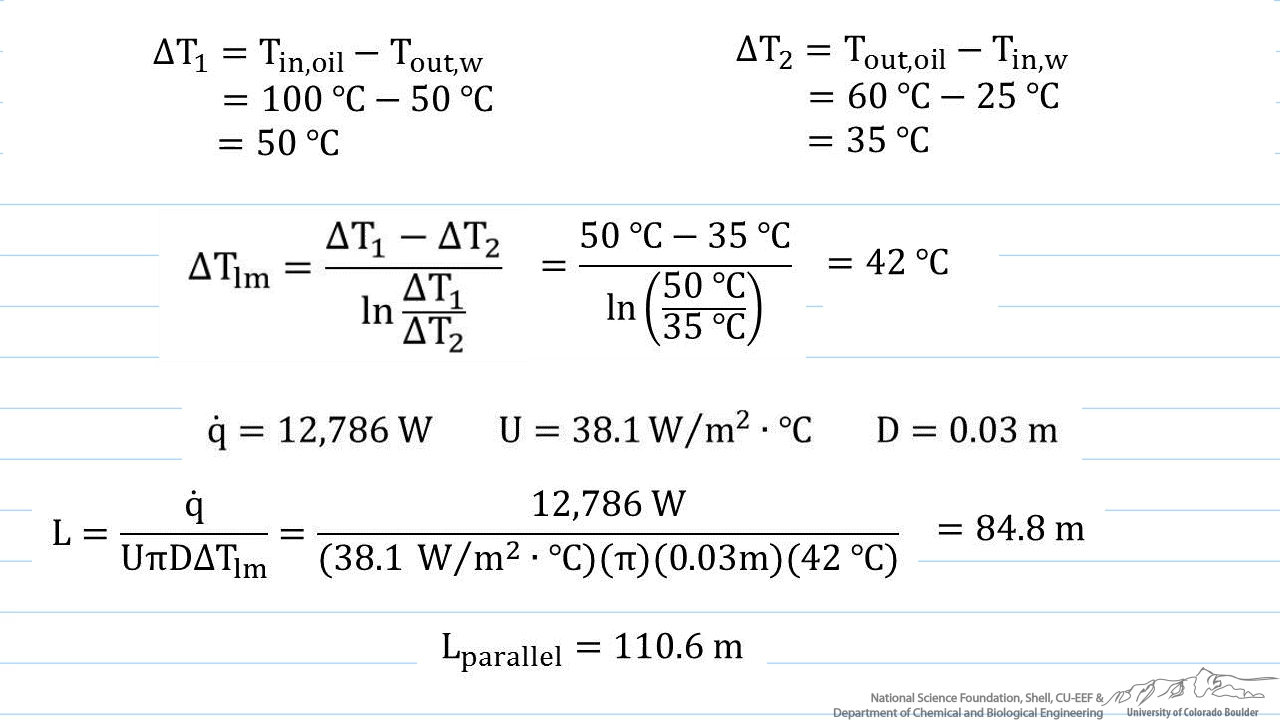 ΔT₁ = T_in,oil − T_out,w
= 100 °C − 50 °C
= 50 °C
ΔT₂ = T_out,oil − T_in,w
= 60 °C − 25 °C
= 35 °C
ΔT_lm = (ΔT₁ − ΔT₂) / (ln ΔT₁/ΔT₂) = (50 °C − 35 °C) / (ln (50 °C/35 °C)) = 42 °C
q̇ = 12,786 W U = 38.1 W/m² · °C D = 0.03 m
L = q̇ / (UπDΔT_lm) = 12,786 W / ((38.1 W/m² · °C)(π)(0.03m)(42 °C)) = 84.8 m
L_parallel = 110.6 m
National Science Foundation, Shell, CU-EEF &
Department of Chemical and Biological Engineering
University of Colorado Boulder